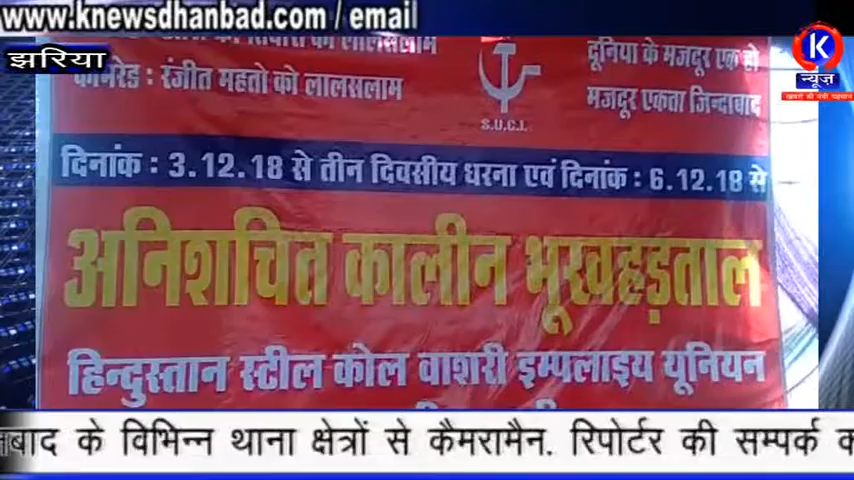 www.knewsdhanbad.com / email
झरिया
को लालसलाम
कामरेड : रंजीत महतो को लालसलाम
दूनिया के मजदूर एक हो
मजदूर एकता जिन्दाबाद
S.U.C.I.
K
न्यूज़
दिनांक : 3.12.18 से तीन दिवसीय धरना एवं दिनांक : 6.12.18 से
अनिशचित कालीन भूखहड़ताल
हिन्दुस्तान स्टील कोल वाशरी इम्पलाइय यूनियन
बाद के विभिन्न थाना क्षेत्रों से कैमरामैन. रिपोर्टर की सम्पर्क